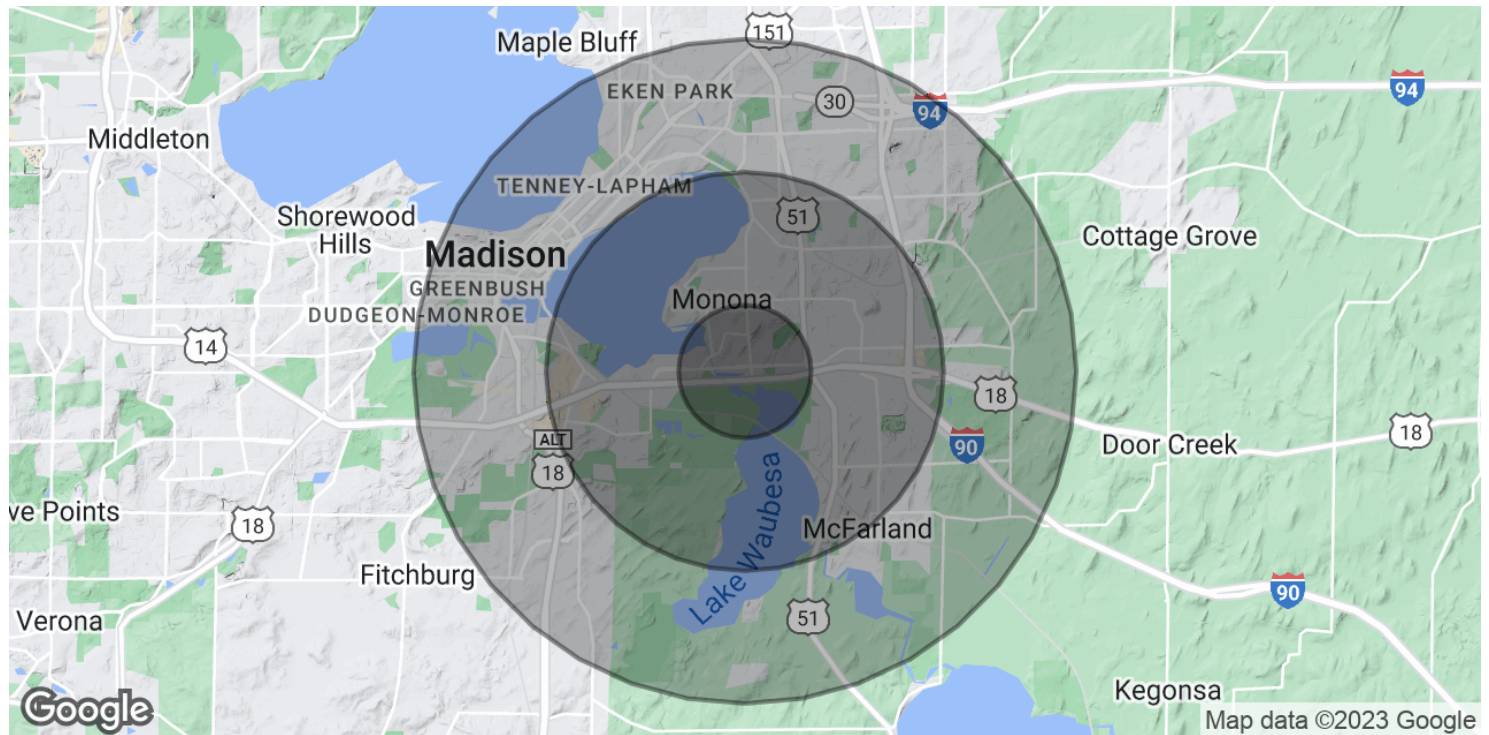 151
Maple Bluff
EKEN PARK
30
94
94
Middleton
TENNEY-LAPHAM
Shorewood
Hills
51
Cottage Grove
Madison
GREENBUSH
Monona
DUDGEON-MONROE
14
18
18
ALT
18
90
Door Creek
ve Points
18
McFarland
Lake Waubesa
Fitchburg
90
Verona
51
Kegonsa
Google
Map data ©2023 Google